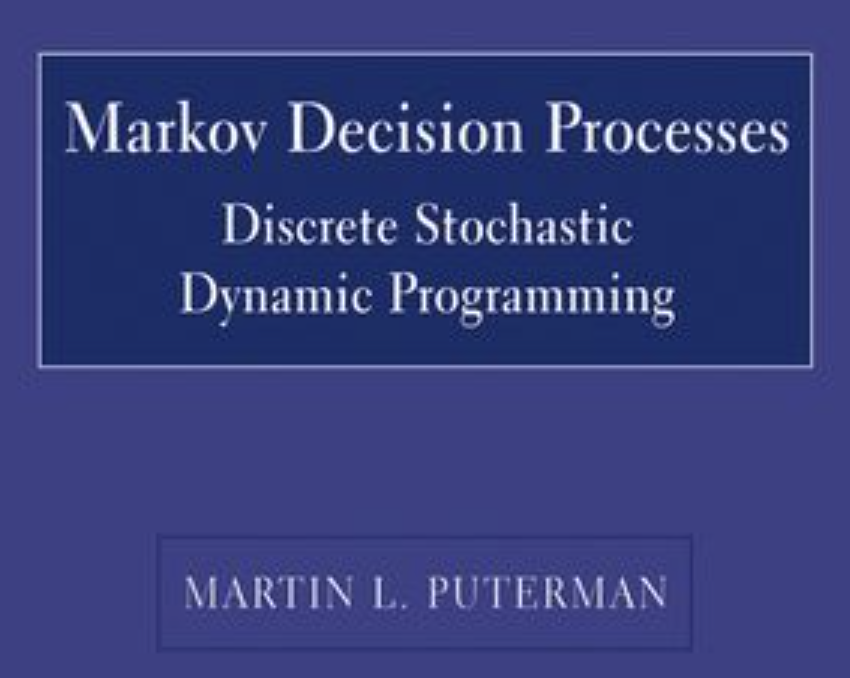 Markov Decision Processes
Discrete Stochastic
Dynamic Programming
MARTIN L. PUTERMAN